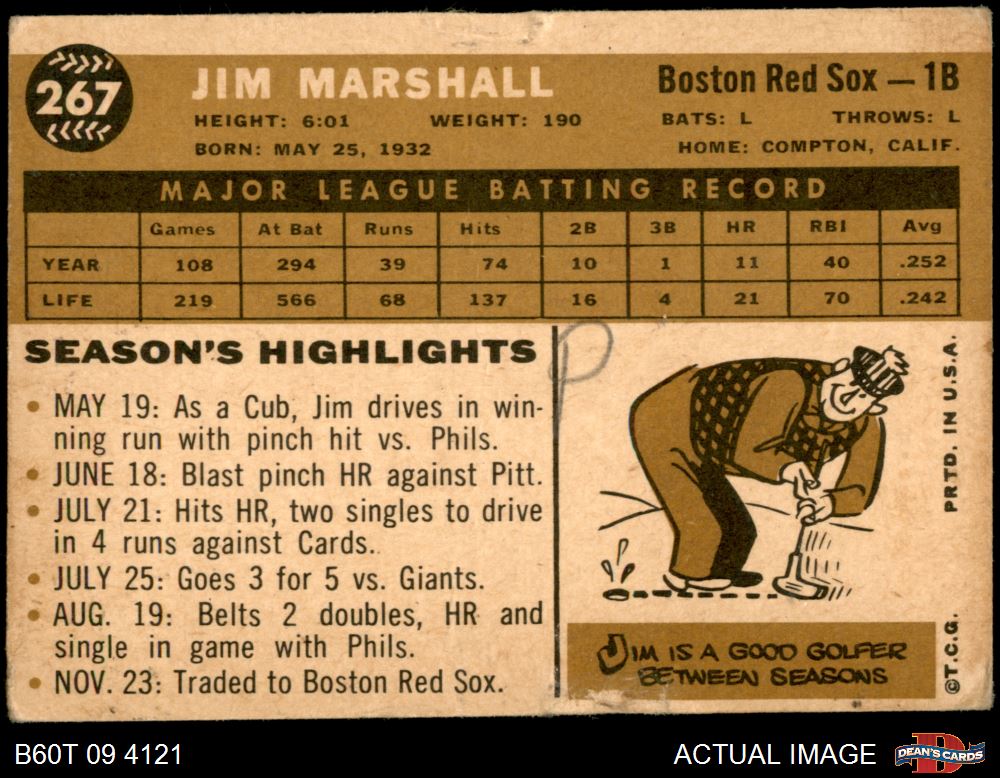 267
JIM MARSHALL
Boston Red Sox — 1B
HEIGHT: 6:01 WEIGHT: 190 BATS: L THROWS: L
BORN: MAY 25, 1932 HOME: COMPTON, CALIF.
MAJOR LEAGUE BATTING RECORD
Games At Bat Runs Hits 2B 3B HR RBI Avg
YEAR 108 294 39 74 10 1 11 40 .252
LIFE 219 566 68 137 16 4 21 70 .242
SEASON'S HIGHLIGHTS
• MAY 19: As a Cub, Jim drives in win-
ning run with pinch hit vs. Phils.
• JUNE 18: Blast pinch HR against Pitt.
• JULY 21: Hits HR, two singles to drive
in 4 runs against Cards.
• JULY 25: Goes 3 for 5 vs. Giants.
• AUG. 19: Belts 2 doubles, HR and
single in game with Phils.
• NOV. 23: Traded to Boston Red Sox.
P
JIM IS A GOOD GOLFER
BETWEEN SEASONS
©T.C.G. PRTD. IN U.S.A.
B60T 09 4121
ACTUAL IMAGE
DEAN'S CARDS